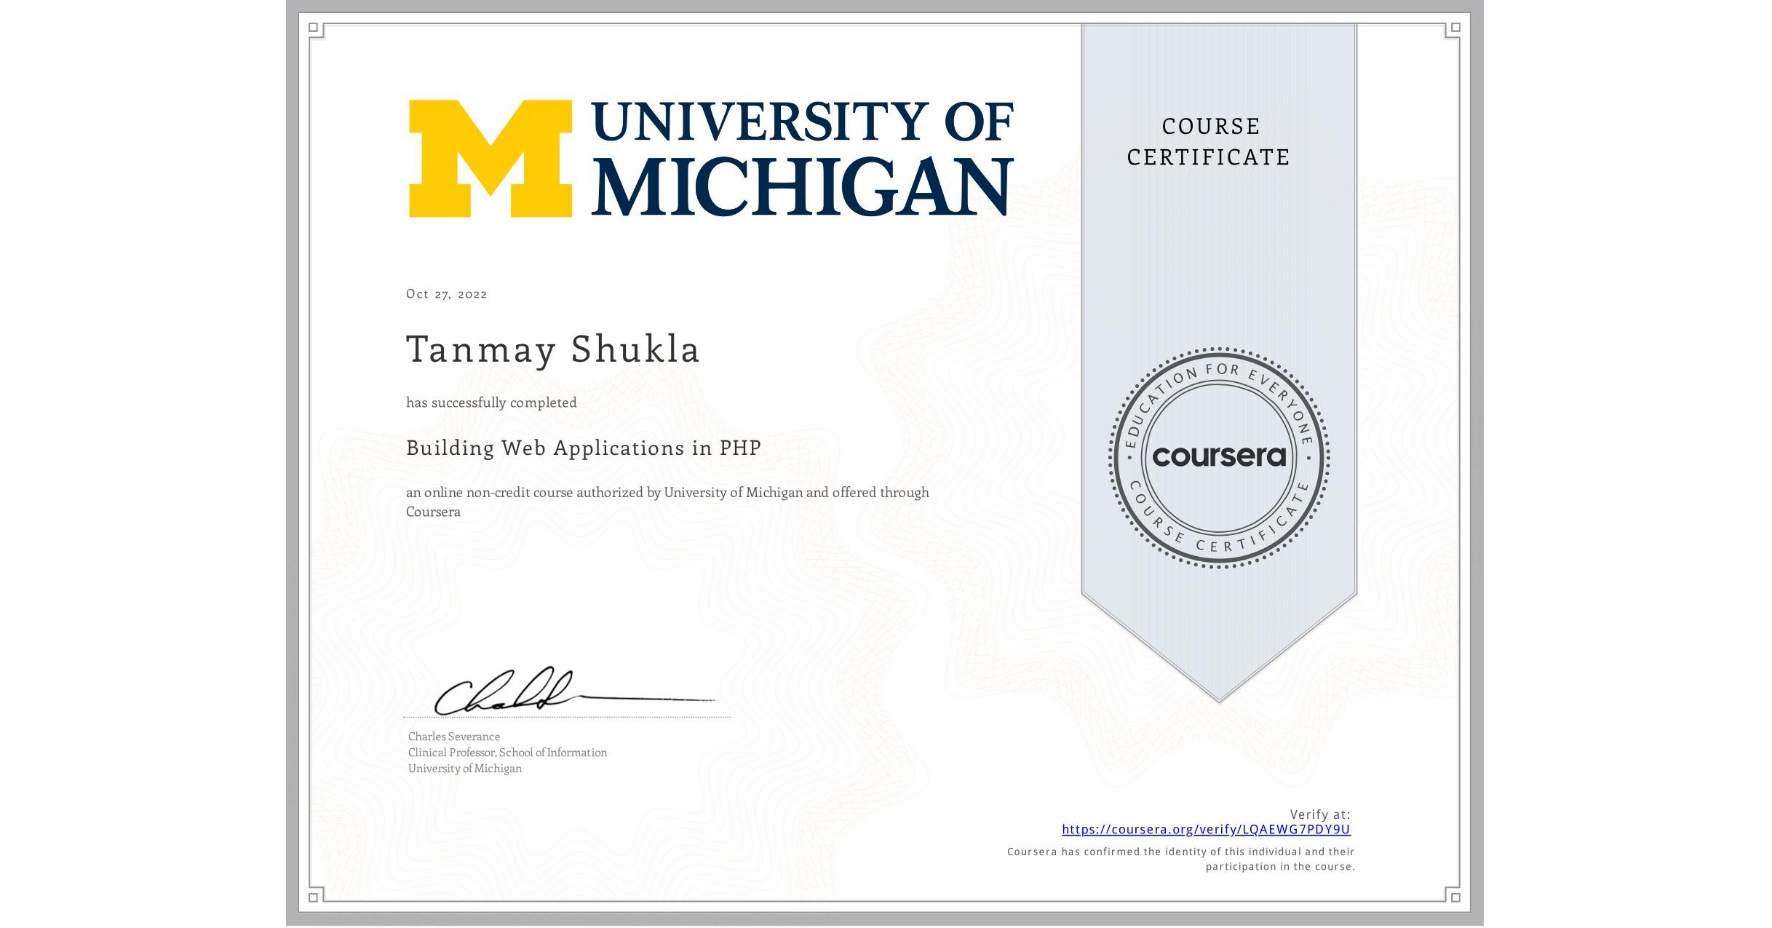 UNIVERSITY OF
MICHIGAN
COURSE
CERTIFICATE
Oct 27, 2022
Tanmay Shukla
has successfully completed
Building Web Applications in PHP
an online non-credit course authorized by University of Michigan and offered through
Coursera
EDUCATION FOR EVERYONE
coursera
COURSE CERTIFICATE
Charles Severance
Clinical Professor, School of Information
University of Michigan
Verify at:
https://coursera.org/verify/LQAEWG7PDY9U
Coursera has confirmed the identity of this individual and their
participation in the course.